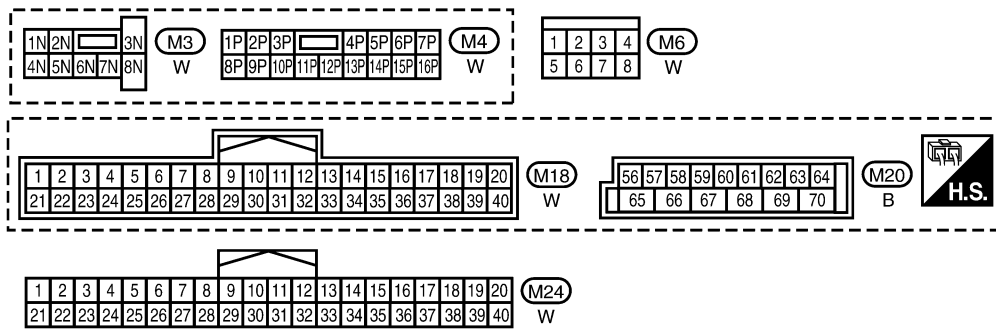 1N 2N 3N M3
4N 5N 6N 7N 8N W
1P 2P 3P 4P 5P 6P 7P M4
8P 9P 10P 11P 12P 13P 14P 15P 16P W
1 2 3 4 M6
5 6 7 8 W
1 2 3 4 5 6 7 8 9 10 11 12 13 14 15 16 17 18 19 20 M18
21 22 23 24 25 26 27 28 29 30 31 32 33 34 35 36 37 38 39 40 W
56 57 58 59 60 61 62 63 64 M20
65 66 67 68 69 70 B
H.S.
1 2 3 4 5 6 7 8 9 10 11 12 13 14 15 16 17 18 19 20 M24
21 22 23 24 25 26 27 28 29 30 31 32 33 34 35 36 37 38 39 40 W